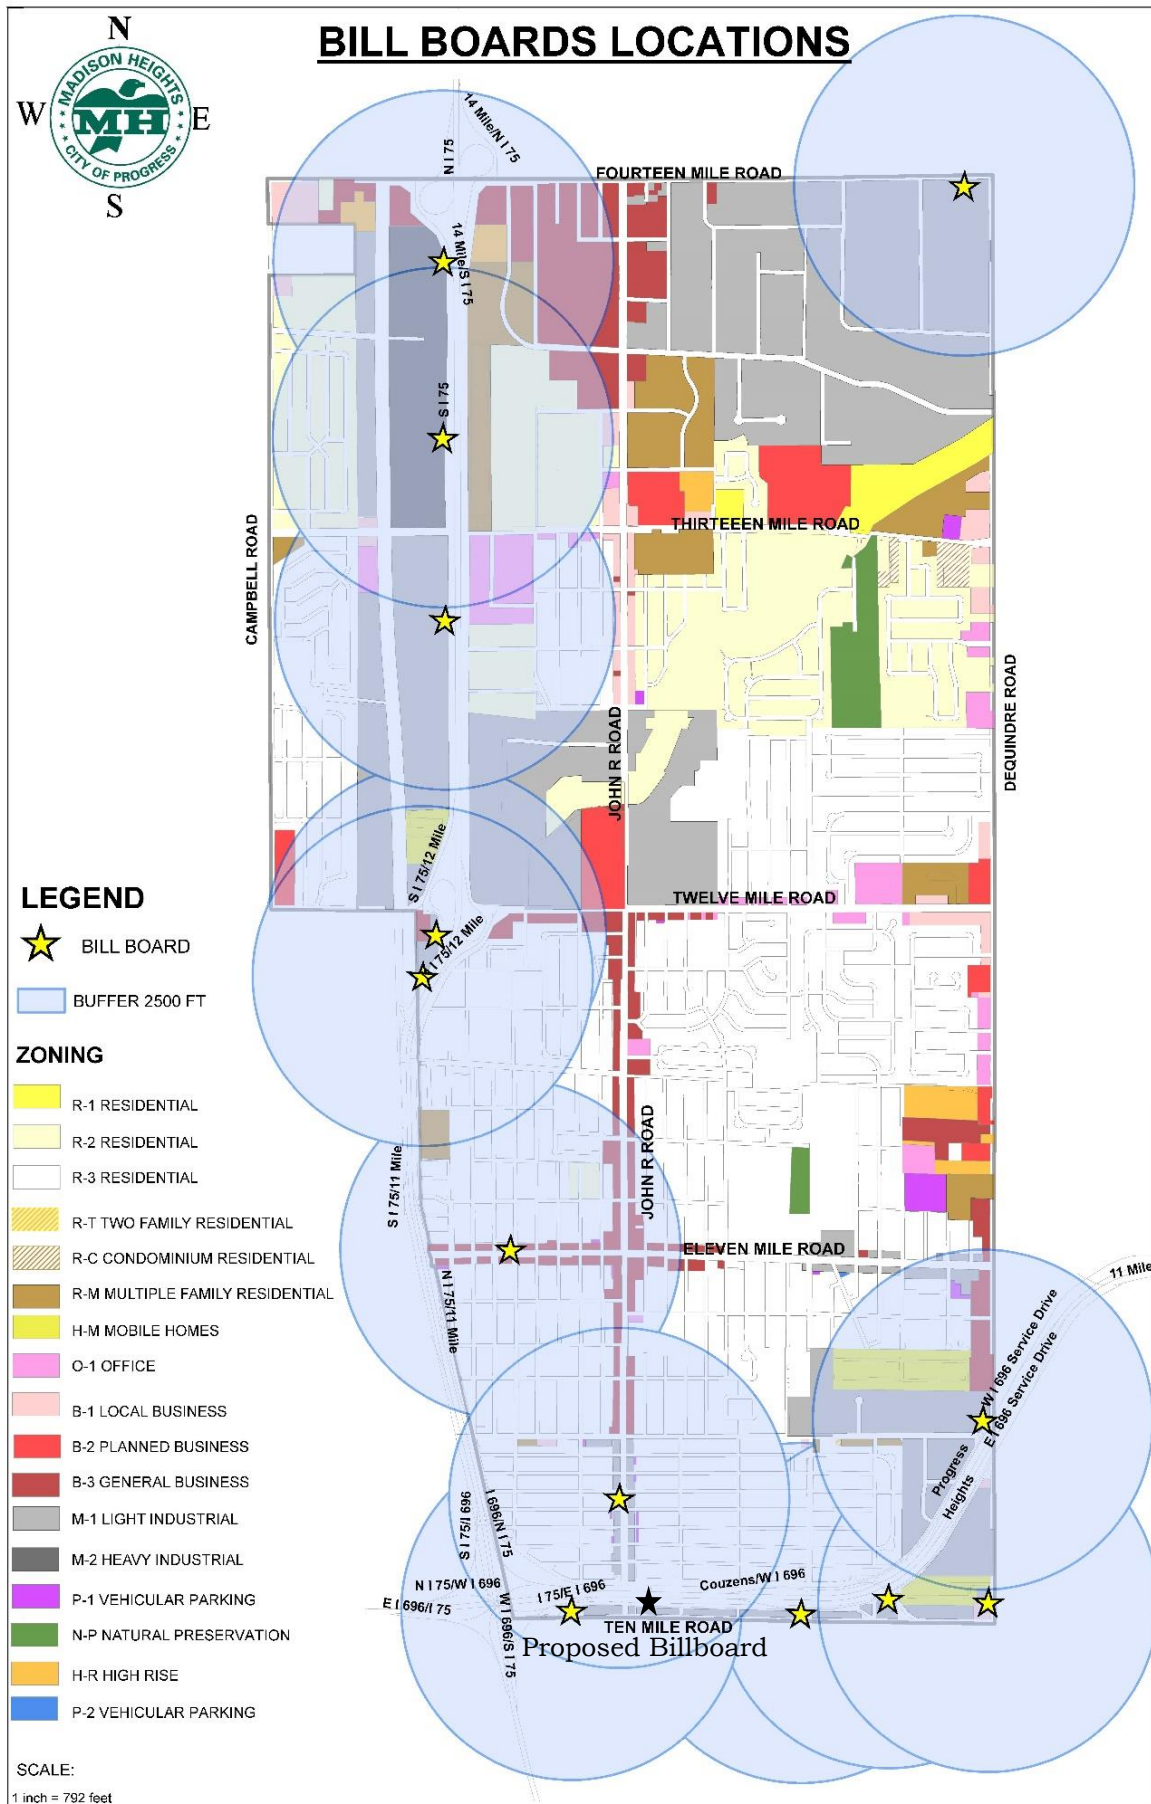 BILL BOARDS LOCATIONS
N
W
E
S
MADISON HEIGHTS
MH
CITY OF PROGRESS
N I 75
14 Mile/N I 75
FOURTEEN MILE ROAD
14 Mile/S I 75
S I 75
THIRTEEEN MILE ROAD
CAMPBELL ROAD
DEQUINDRE ROAD
JOHN R ROAD
S I 75/12 Mile
TWELVE MILE ROAD
I 75/12 Mile
JOHN R ROAD
S I 75/11 Mile
ELEVEN MILE ROAD
N I 75/11 Mile
11 Mile
W I 696 Service Drive
E I 696 Service Drive
Progress
Heights
S I 75/I 696
I 696/N I 75
N I 75/W I 696
I 75/E I 696
Couzens/W I 696
E I 696/I 75
W I 696/S I 75
TEN MILE ROAD
Proposed Billboard
LEGEND
BILL BOARD
BUFFER 2500 FT
ZONING
R-1 RESIDENTIAL
R-2 RESIDENTIAL
R-3 RESIDENTIAL
R-T TWO FAMILY RESIDENTIAL
R-C CONDOMINIUM RESIDENTIAL
R-M MULTIPLE FAMILY RESIDENTIAL
H-M MOBILE HOMES
O-1 OFFICE
B-1 LOCAL BUSINESS
B-2 PLANNED BUSINESS
B-3 GENERAL BUSINESS
M-1 LIGHT INDUSTRIAL
M-2 HEAVY INDUSTRIAL
P-1 VEHICULAR PARKING
N-P NATURAL PRESERVATION
H-R HIGH RISE
P-2 VEHICULAR PARKING
SCALE:
1 inch = 792 feet